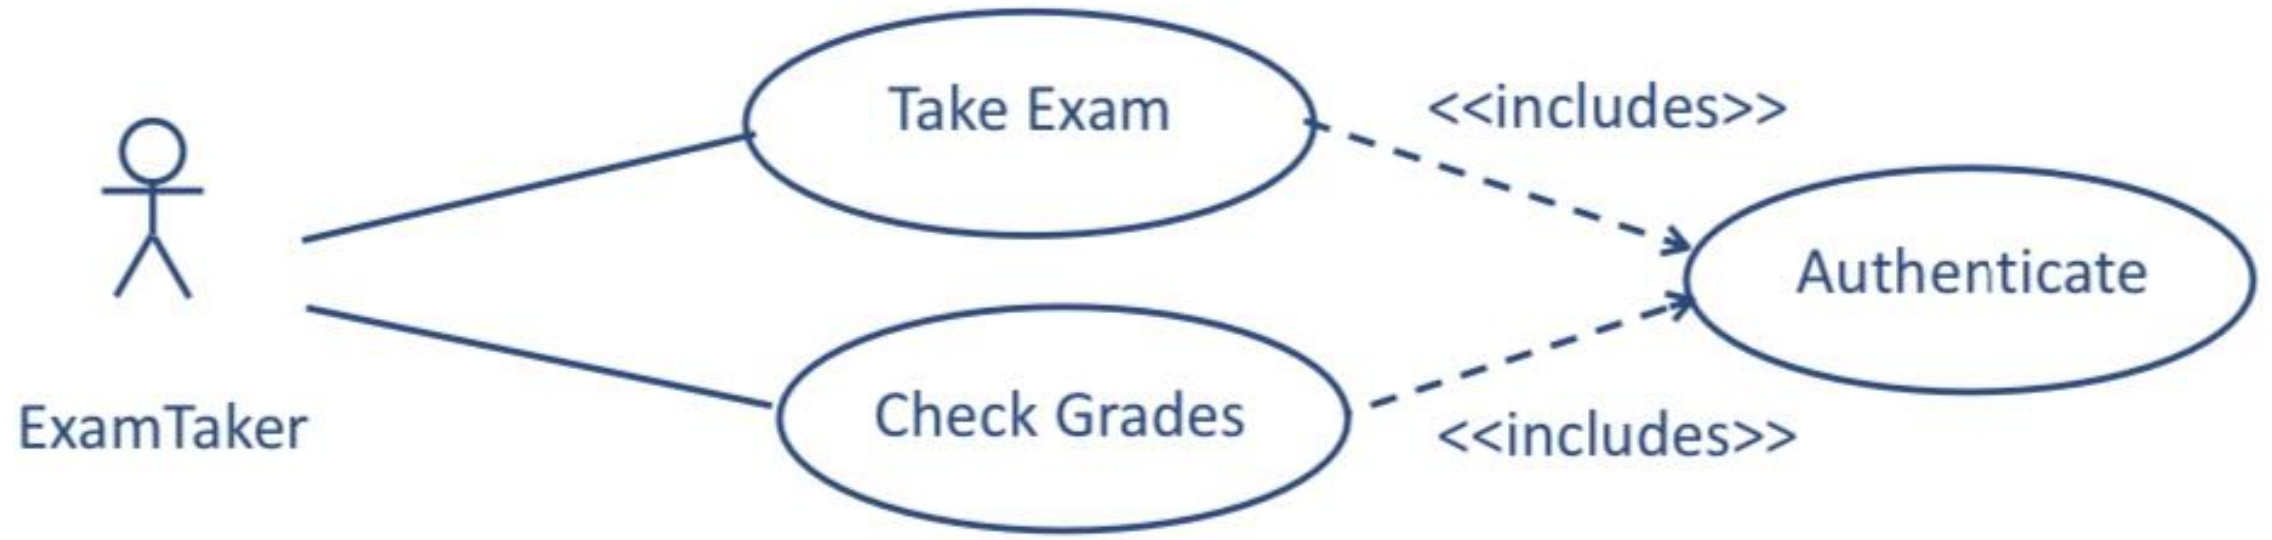 Take Exam
<<includes>>
Authenticate
ExamTaker
Check Grades
<<includes>>